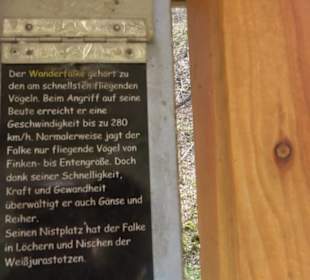 Der Wanderfalke gehört zu
den am schnellsten fliegenden
Vögeln. Beim Angriff auf seine
Beute erreicht er eine
Geschwindigkeit bis zu 280
km/h. Normalerweise jagt der
Falke nur fliegende Vögel von
Finken- bis Entengröße. Doch
dank seiner Schnelligkeit,
Kraft und Gewandheit
überwältigt er auch Gänse und
Reiher.
Seinen Nistplatz hat der Falke
in Löchern und Nischen der
Weißjurastotzen.